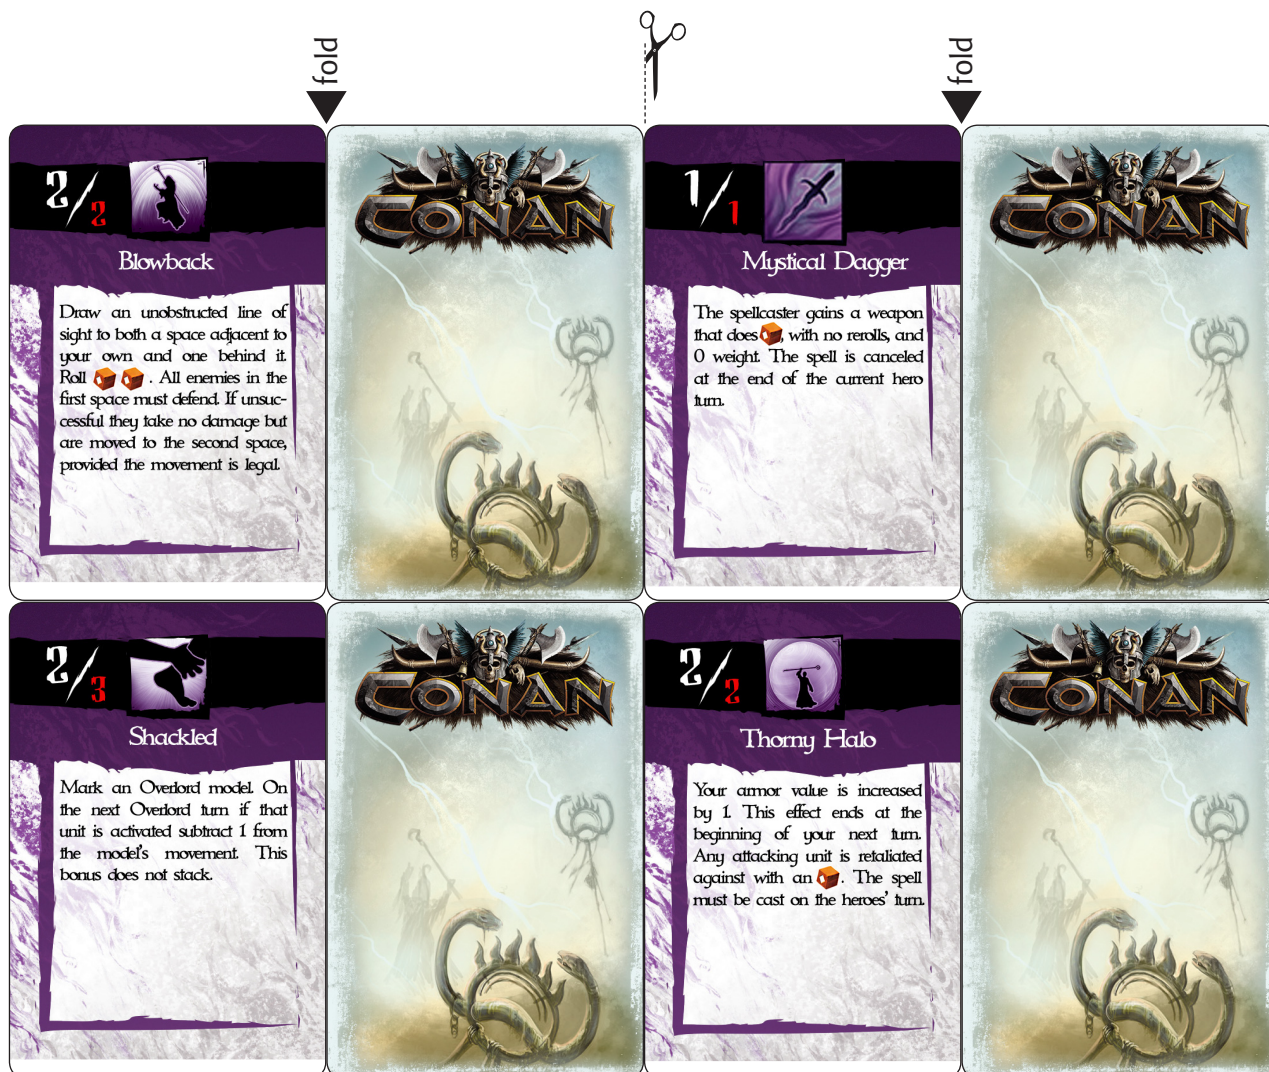 fold
fold
2/2
Blowback
Draw an unobstructed line of
sight to both a space adjacent to
your own and one behind it.
Roll . All enemies in the
first space must defend. If unsuc-
cessful they take no damage but
are moved to the second space,
provided the movement is legal.
CONAN
1/1
Mystical Dagger
The spellcaster gains a weapon
that does , with no rerolls, and
0 weight. The spell is canceled
at the end of the current hero
turn.
CONAN
2/3
Shackled
Mark an Overlord model. On
the next Overlord turn if that
unit is activated subtract 1 from
the model's movement. This
bonus does not stack.
CONAN
2/2
Thorny Halo
Your armor value is increased
by 1. This effect ends at the
beginning of your next turn.
Any attacking unit is retaliated
against with an . The spell
must be cast on the heroes' turn.
CONAN